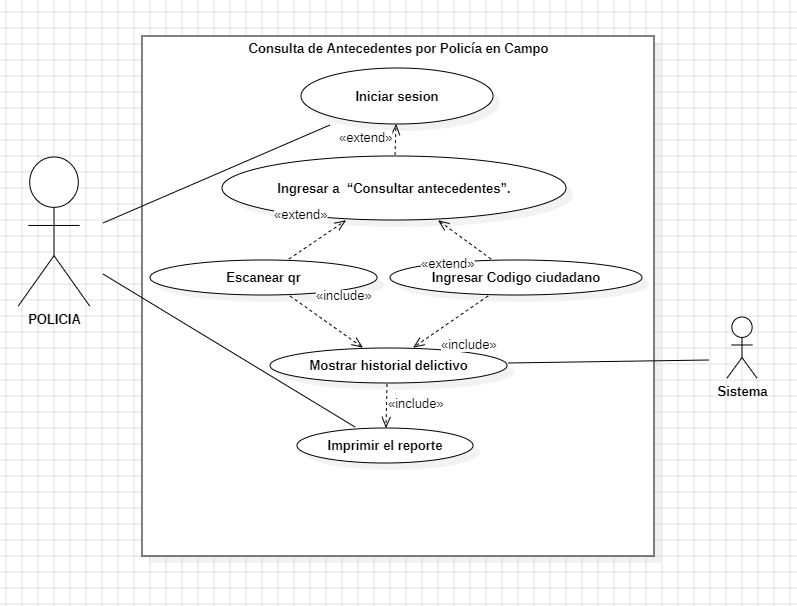 Consulta de Antecedentes por Policía en Campo
Iniciar sesion
«extend»
Ingresar a “Consultar antecedentes”.
«extend»
«extend»
Escanear qr
Ingresar Codigo ciudadano
«include»
POLICIA
«include»
Mostrar historial delictivo
Sistema
«include»
Imprimir el reporte